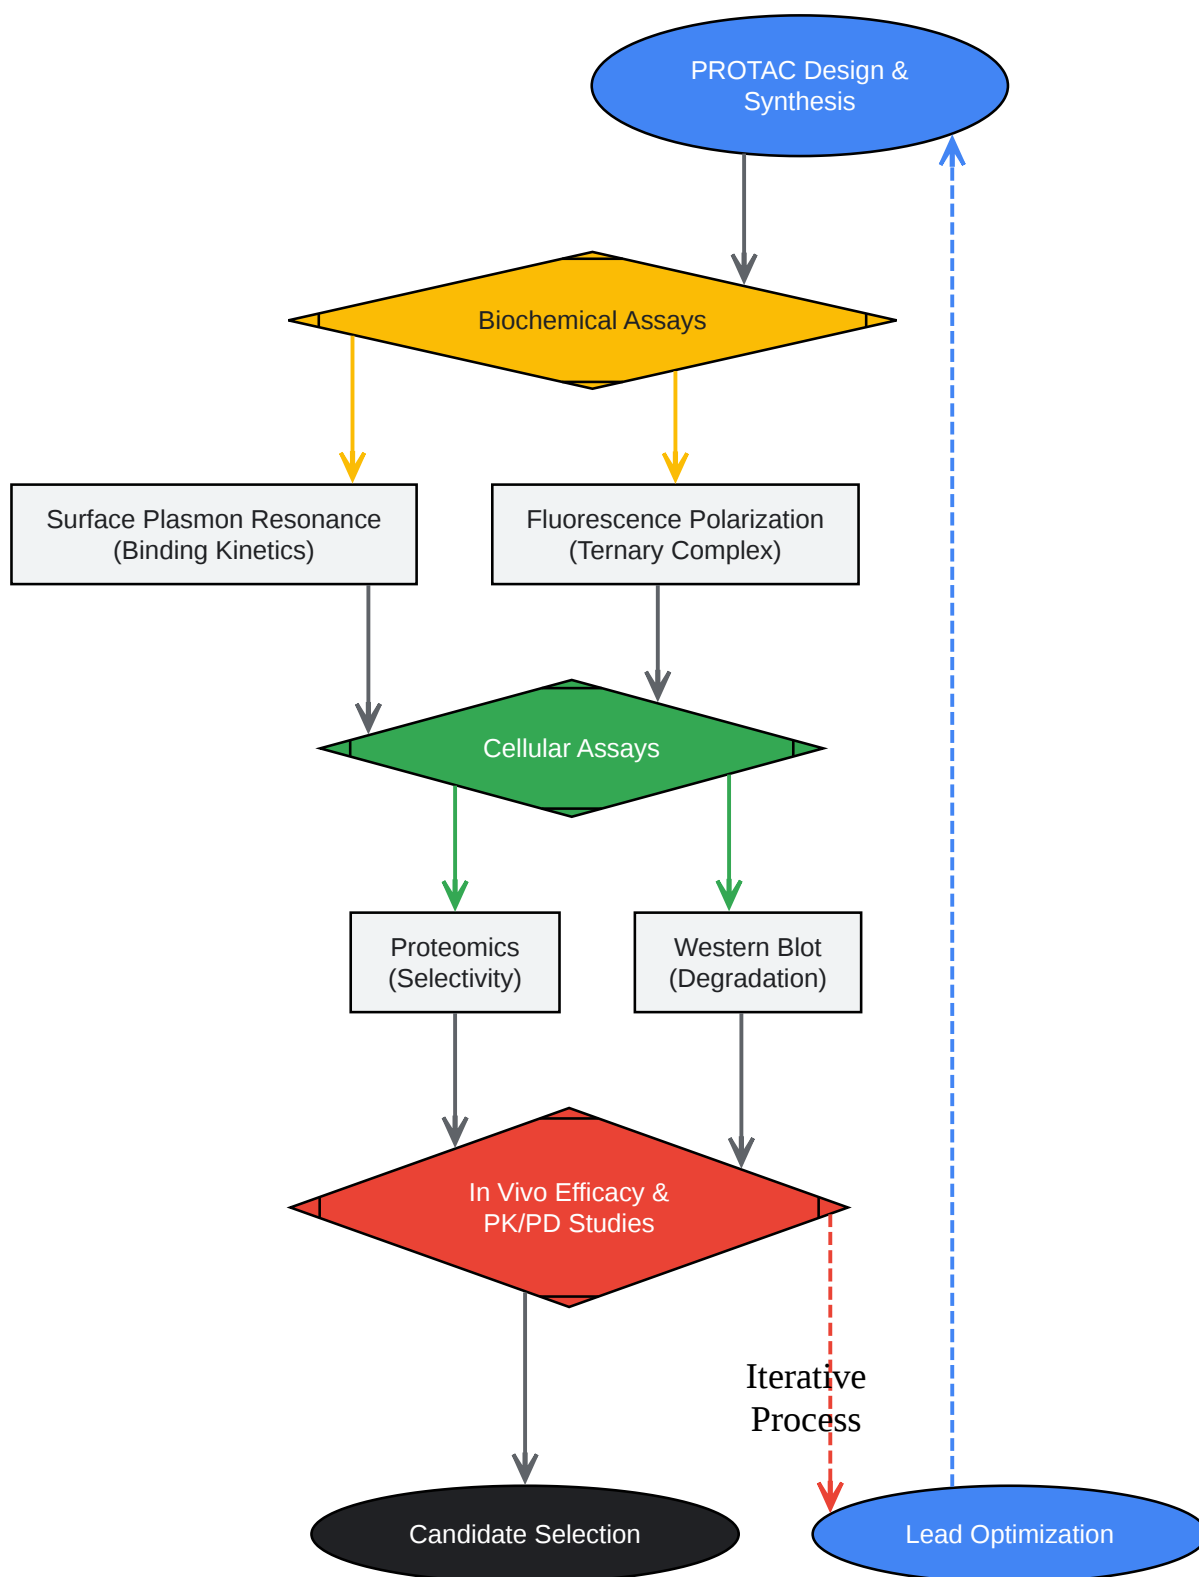 PROTAC Design &
Synthesis
Biochemical Assays
Surface Plasmon Resonance
(Binding Kinetics)
Fluorescence Polarization
(Ternary Complex)
Cellular Assays
Proteomics
(Selectivity)
Western Blot
(Degradation)
In Vivo Efficacy &
PK/PD Studies
Iterative
Process
Candidate Selection
Lead Optimization